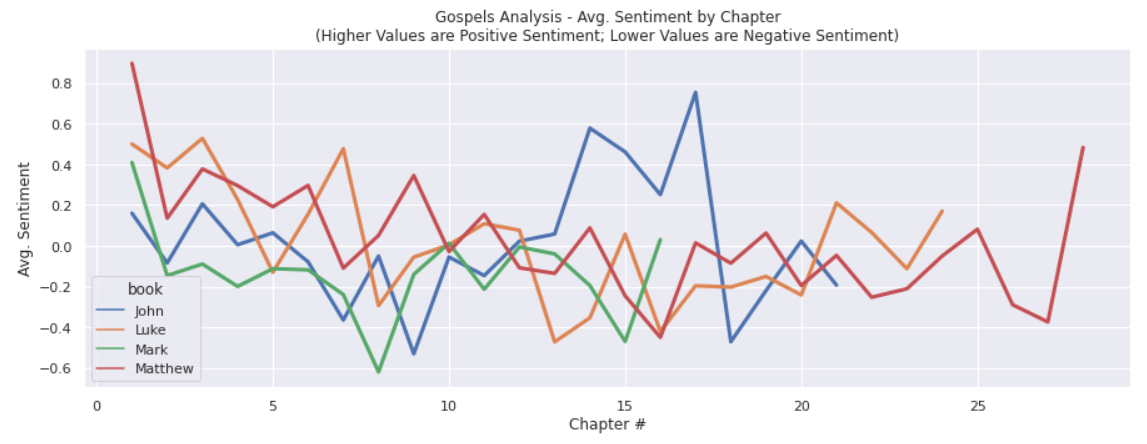 Gospels Analysis - Avg. Sentiment by Chapter
(Higher Values are Positive Sentiment; Lower Values are Negative Sentiment)
Avg. Sentiment
0.8
0.6
0.4
0.2
0.0
−0.2
−0.4
−0.6
book
John
Luke
Mark
Matthew
0 5 10 15 20 25
Chapter #